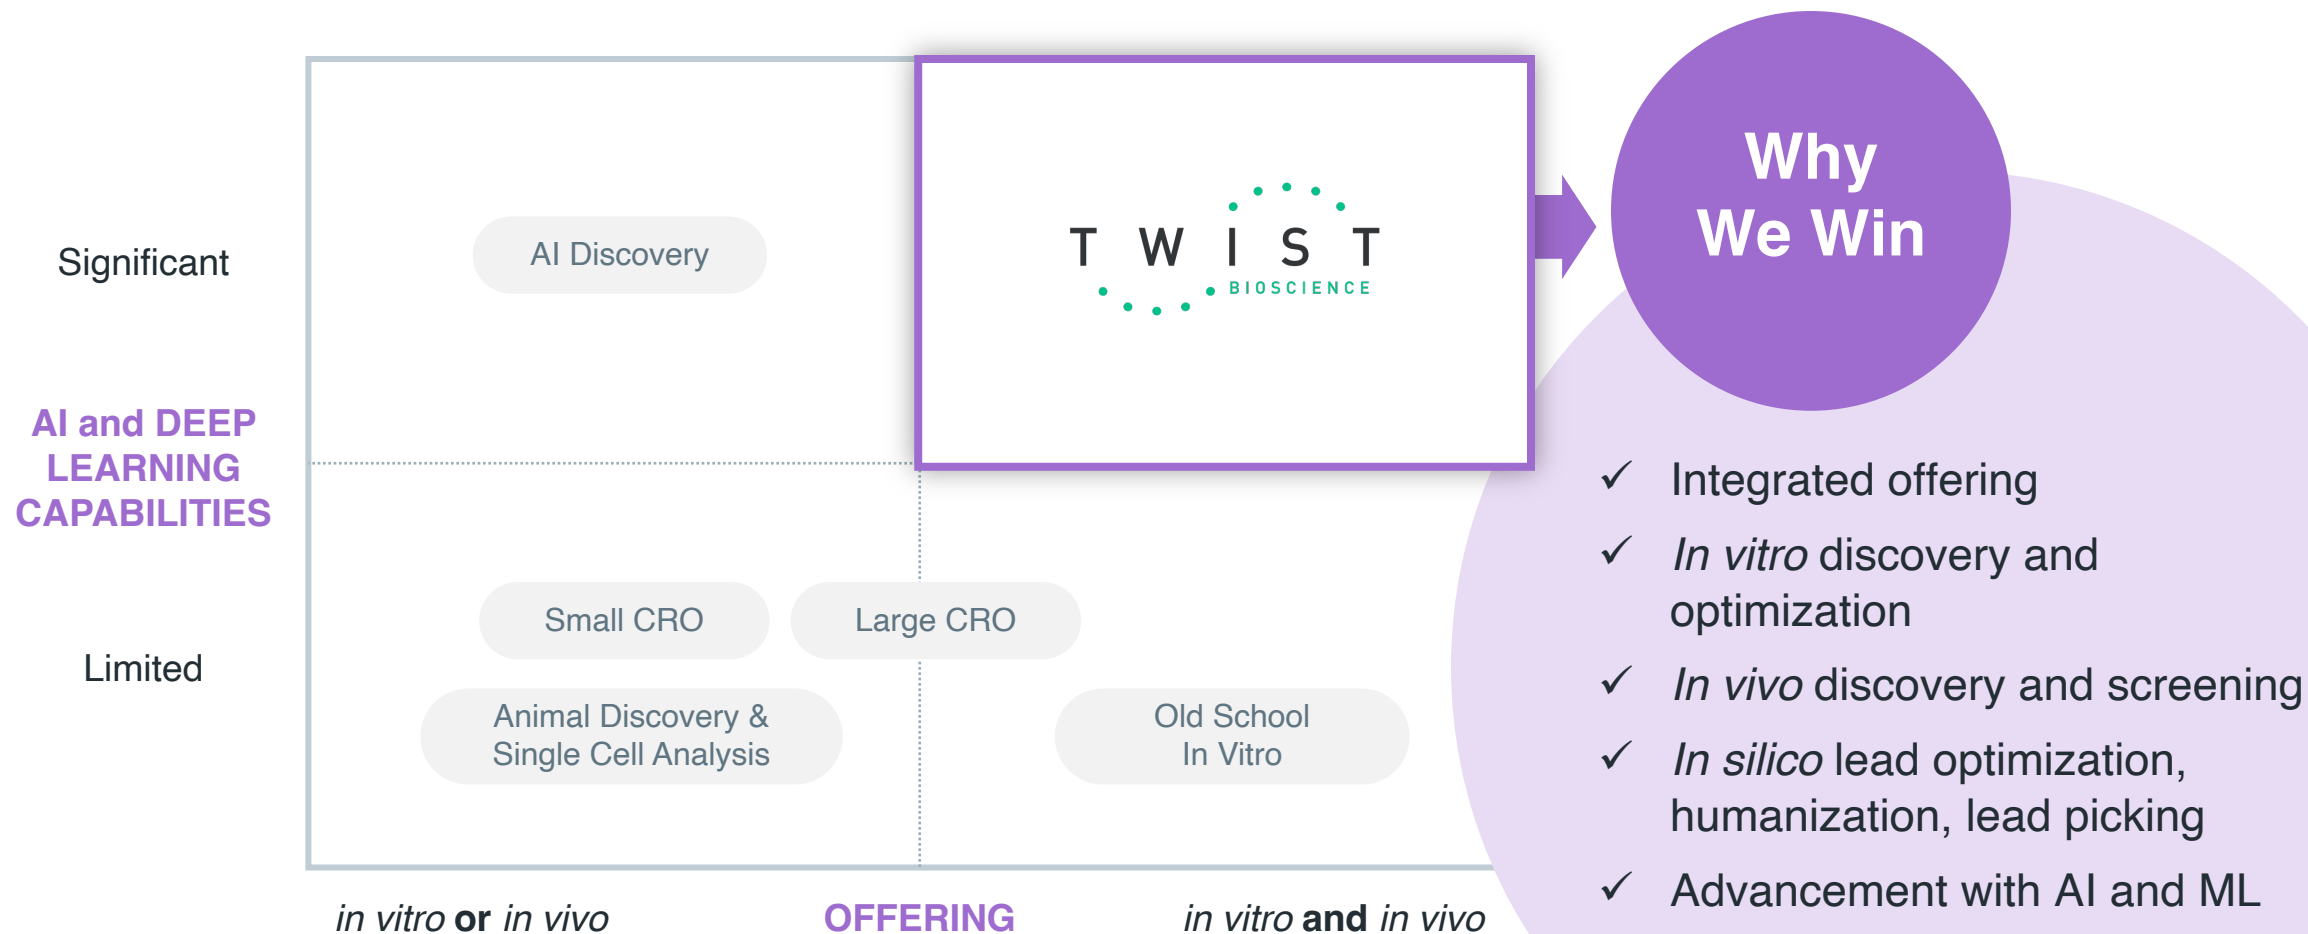 Significant
AI and DEEP
LEARNING
CAPABILITIES
Limited
AI Discovery
TWIST
BIOSCIENCE
Small CRO
Large CRO
Animal Discovery &
Single Cell Analysis
Old School
In Vitro
in vitro or in vivo
OFFERING
in vitro and in vivo
Why
We Win
✓ Integrated offering
✓ In vitro discovery and
optimization
✓ In vivo discovery and screening
✓ In silico lead optimization,
humanization, lead picking
✓ Advancement with AI and ML